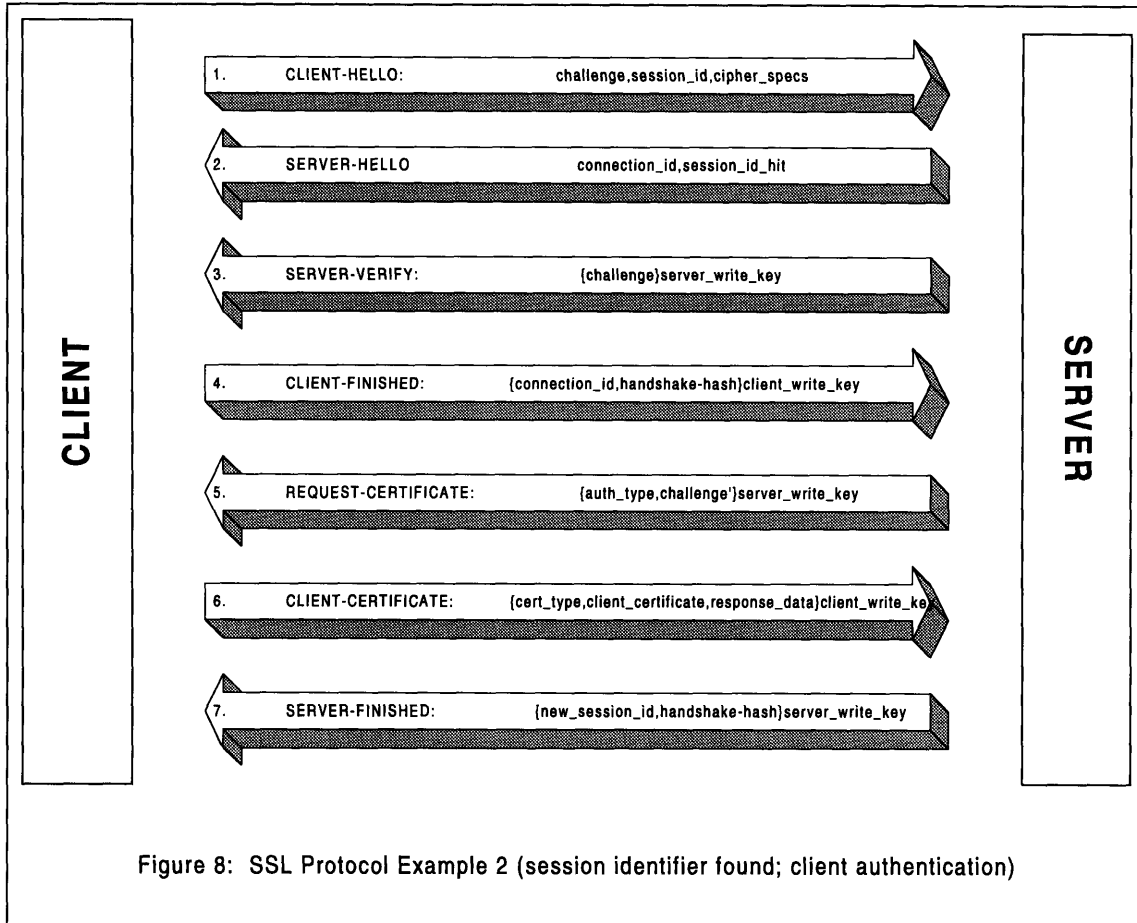 CLIENT
SERVER
1. CLIENT-HELLO: challenge,session_id,cipher_specs
2. SERVER-HELLO connection_id,session_id_hit
3. SERVER-VERIFY: {challenge}server_write_key
4. CLIENT-FINISHED: {connection_id,handshake-hash}client_write_key
5. REQUEST-CERTIFICATE: {auth_type,challenge'}server_write_key
6. CLIENT-CERTIFICATE: {cert_type,client_certificate,response_data}client_write_key
7. SERVER-FINISHED: {new_session_id,handshake-hash}server_write_key
Figure 8: SSL Protocol Example 2 (session identifier found; client authentication)